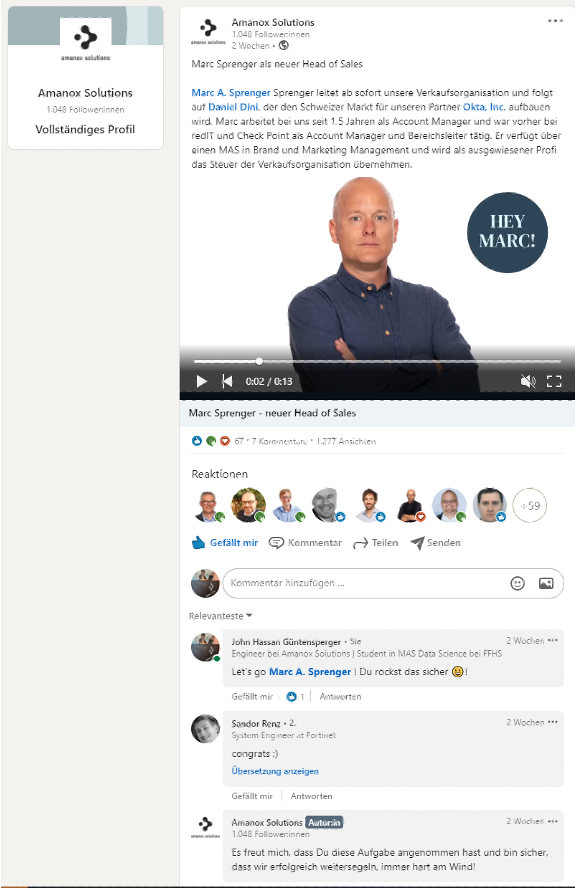 amanox solutions
Amanox Solutions
1.048 Follower:innen
Vollständiges Profil
amanox solutions
Amanox Solutions
1.048 Follower:innen
2 Wochen •
Marc Sprenger als neuer Head of Sales
Marc A. Sprenger Sprenger leitet ab sofort unsere Verkaufsorganisation und folgt
auf Daniel Dini, der den Schweizer Markt für unseren Partner Okta, Inc. aufbauen
wird. Marc arbeitet bei uns seit 1.5 Jahren als Account Manager und war vorher bei
redIT und Check Point als Account Manager und Bereichsleiter tätig. Er verfügt über
einen MAS in Brand und Marketing Management und wird als ausgewiesener Profi
das Steuer der Verkaufsorganisation übernehmen.
HEY
MARC!
0:02 / 0:13
Marc Sprenger - neuer Head of Sales
67 • 7 Kommentare • 1.277 Ansichten
Reaktionen
+59
Gefällt mir Kommentar Teilen Senden
Kommentar hinzufügen ...
Relevanteste
John Hassan Güntensperger • Sie
2 Wochen
Engineer bei Amanox Solutions | Student in MAS Data Science bei FFHS
Let's go Marc A. Sprenger ! Du rockst das sicher 😉!
Gefällt mir · 1 | Antworten
Sandor Renz • 2.
2 Wochen
System Engineer at Fortinet
congrats ;)
Übersetzung anzeigen
Gefällt mir | Antworten
amanox solutions
Amanox Solutions Autor:in
2 Wochen
1.048 Follower:innen
Es freut mich, dass Du diese Aufgabe angenommen hast und bin sicher,
dass wir erfolgreich weitersegeln, immer hart am Wind!